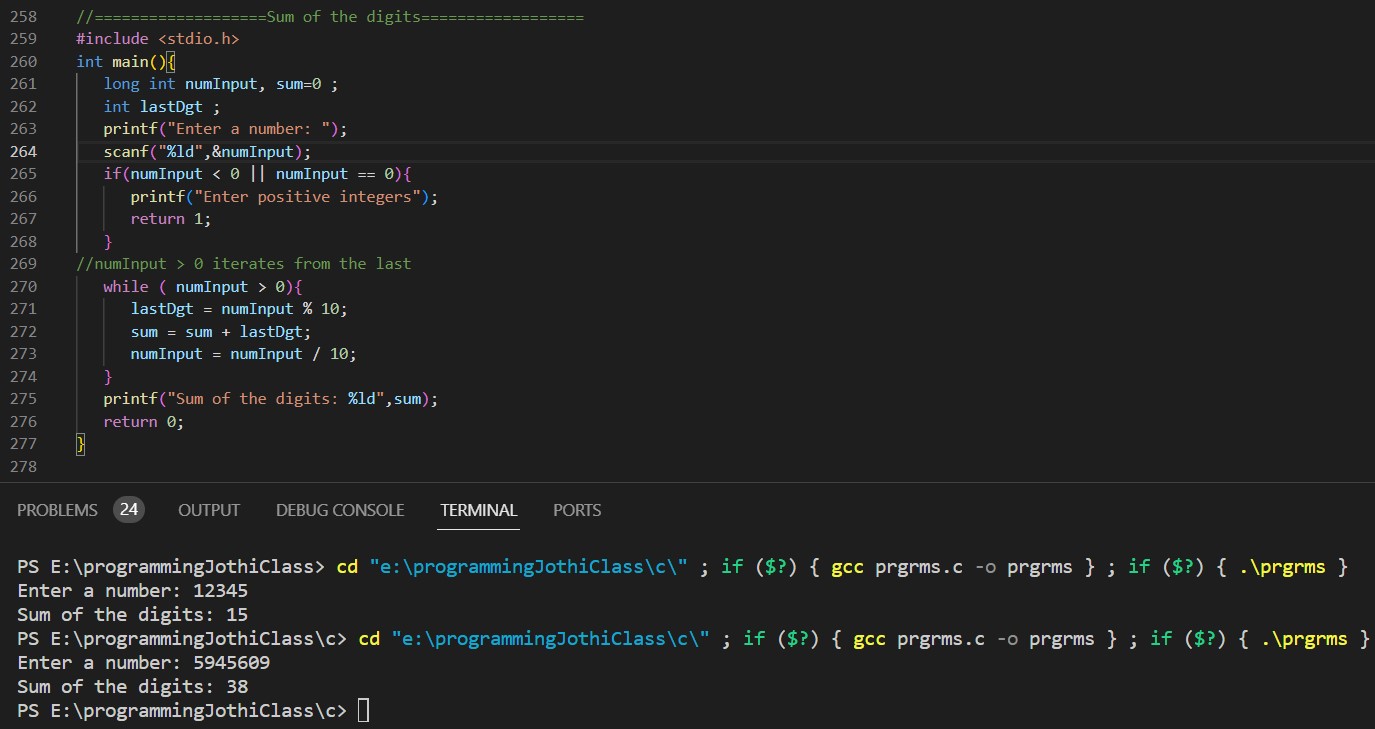 258 //===================Sum of the digits==================
259 #include <stdio.h>
260 int main(){
261 long int numInput, sum=0 ;
262 int lastDgt ;
263 printf("Enter a number: ");
264 scanf("%ld",&numInput);
265 if(numInput < 0 || numInput == 0){
266 printf("Enter positive integers");
267 return 1;
268 }
269 //numInput > 0 iterates from the last
270 while ( numInput > 0){
271 lastDgt = numInput % 10;
272 sum = sum + lastDgt;
273 numInput = numInput / 10;
274 }
275 printf("Sum of the digits: %ld",sum);
276 return 0;
277 }
278
PROBLEMS 24 OUTPUT DEBUG CONSOLE TERMINAL PORTS
PS E:\programmingJothiClass> cd "e:\programmingJothiClass\c\" ; if ($?) { gcc prgrms.c -o prgrms } ; if ($?) { .\prgrms }
Enter a number: 12345
Sum of the digits: 15
PS E:\programmingJothiClass\c> cd "e:\programmingJothiClass\c\" ; if ($?) { gcc prgrms.c -o prgrms } ; if ($?) { .\prgrms }
Enter a number: 5945609
Sum of the digits: 38
PS E:\programmingJothiClass\c>